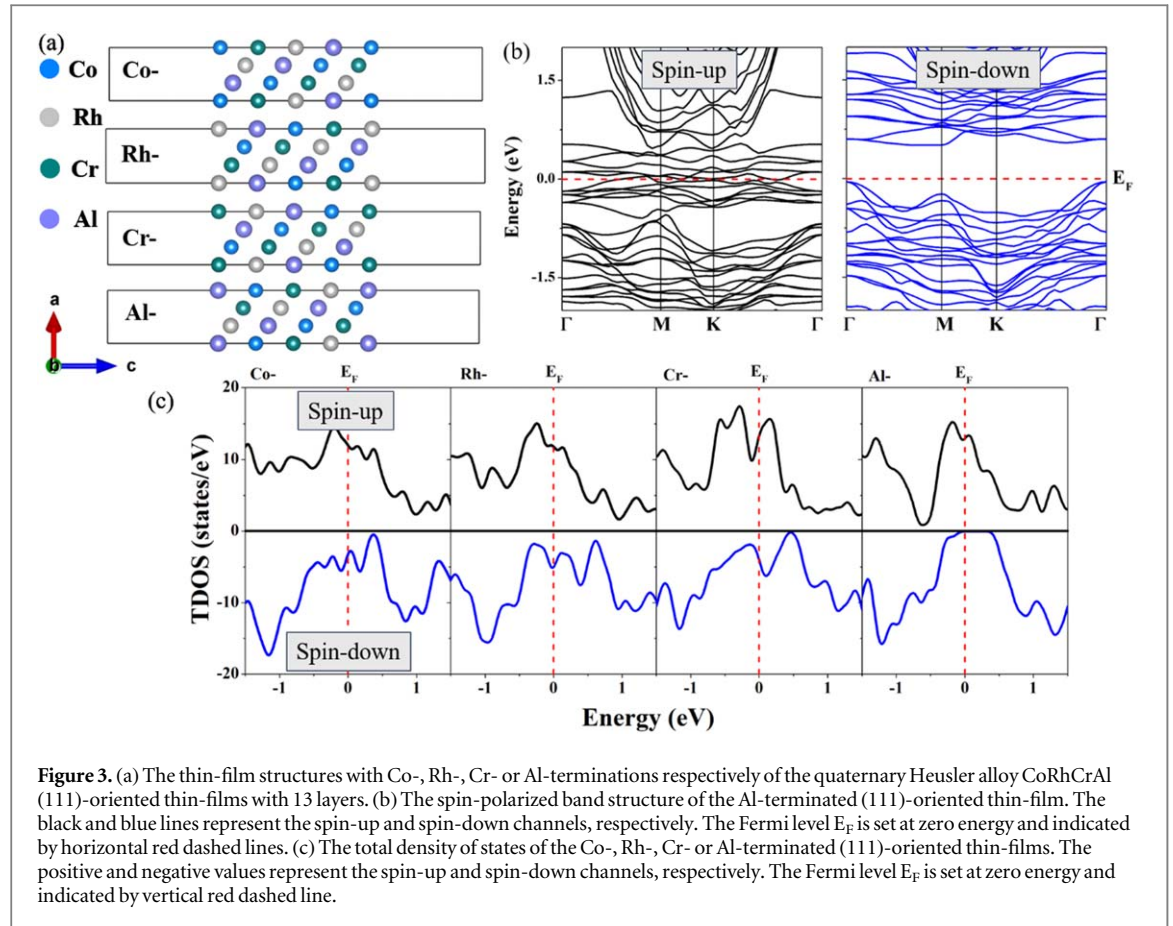 (a)
Co
Rh
Cr
Al
Co-
Rh-
Cr-
Al-
a
b
c
(b)
Spin-up
Spin-down
1.5
0.0
-1.5
Energy (eV)
E_F
Γ M K Γ
Γ M K Γ
(c)
Co- E_F Rh- E_F Cr- E_F Al- E_F
Spin-up
Spin-down
20
10
0
-10
-20
TDOS (states/eV)
-1 0 1 -1 0 1 -1 0 1 -1 0 1
Energy (eV)
Figure 3. (a) The thin-film structures with Co-, Rh-, Cr- or Al-terminations respectively of the quaternary Heusler alloy CoRhCrAl
(111)-oriented thin-films with 13 layers. (b) The spin-polarized band structure of the Al-terminated (111)-oriented thin-film. The
black and blue lines represent the spin-up and spin-down channels, respectively. The Fermi level E_F is set at zero energy and indicated
by horizontal red dashed lines. (c) The total density of states of the Co-, Rh-, Cr- or Al-terminated (111)-oriented thin-films. The
positive and negative values represent the spin-up and spin-down channels, respectively. The Fermi level E_F is set at zero energy and
indicated by vertical red dashed line.